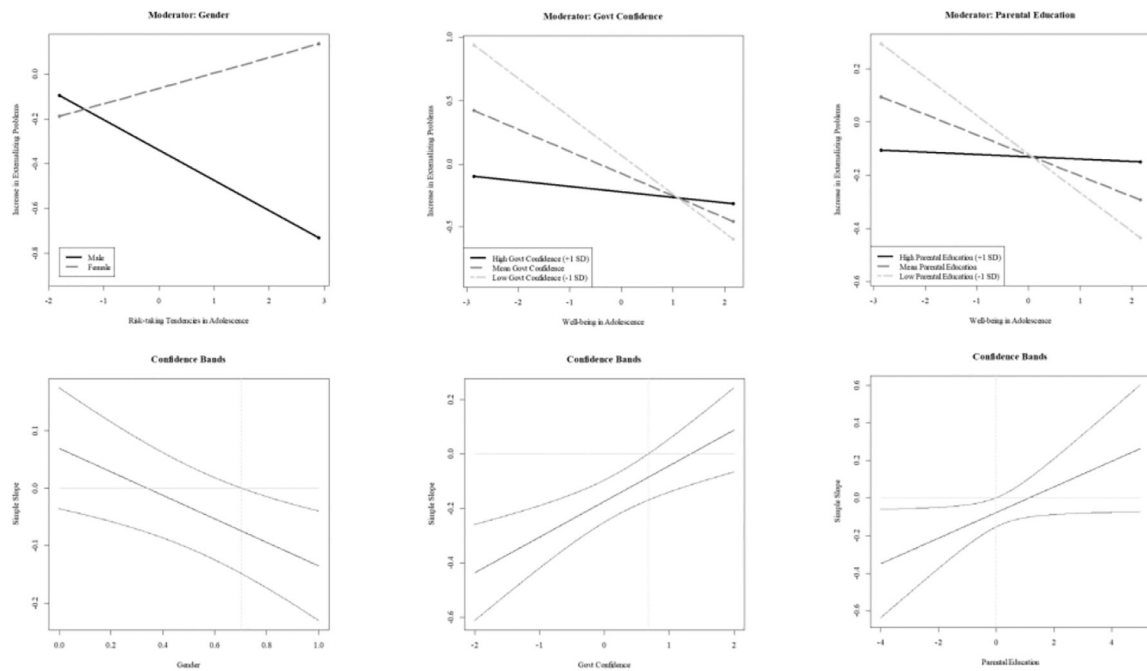 Moderator: Gender
Increase in Externalizing Problems
0.0
-0.2
-0.4
-0.6
-0.8
Male
Female
-2
-1
0
1
2
3
Risk-taking Tendencies in Adolescence
Moderator: Govt Confidence
Increase in Externalizing Problems
1.0
0.5
0.0
-0.5
High Govt Confidence (+1 SD)
Mean Govt Confidence
Low Govt Confidence (-1 SD)
-3
-2
-1
0
1
2
Well-being in Adolescence
Moderator: Parental Education
Increase in Externalizing Problems
0.2
0.0
-0.2
-0.4
-0.6
High Parental Education (+1 SD)
Mean Parental Education
Low Parental Education (-1 SD)
-3
-2
-1
0
1
2
Well-being in Adolescence
Confidence Bands
Simple Slope
0.1
0.0
-0.1
-0.2
0.0
0.2
0.4
0.6
0.8
1.0
Gender
Confidence Bands
Simple Slope
0.2
0.0
-0.2
-0.4
-0.6
-2
-1
0
1
2
Govt Confidence
Confidence Bands
Simple Slope
0.6
0.4
0.2
0.0
-0.2
-0.4
-0.6
-4
-2
0
2
4
Parental Education